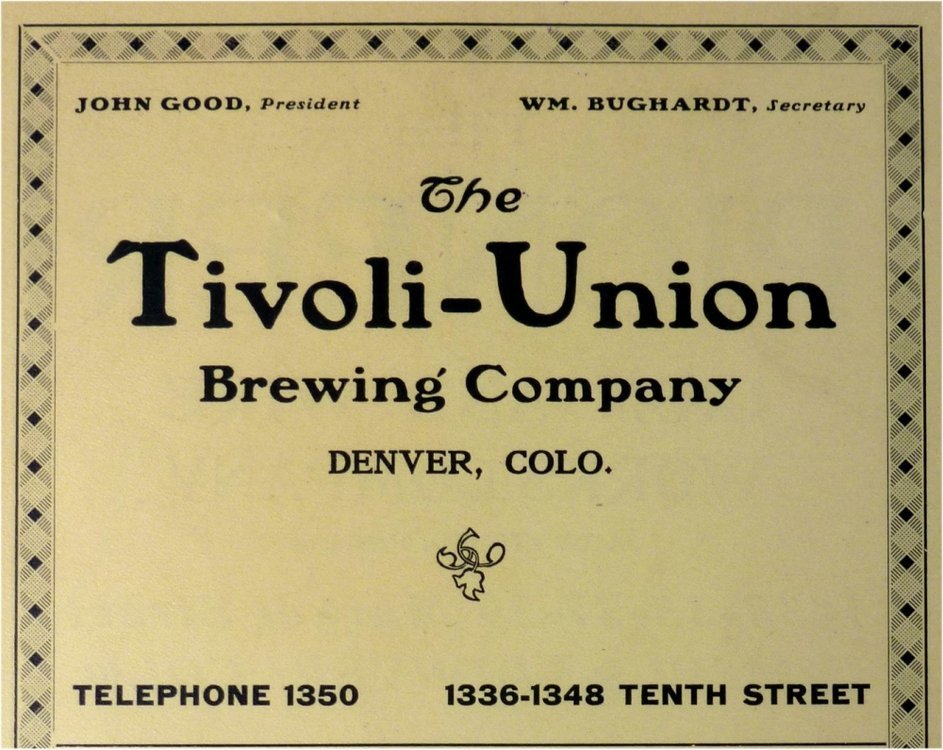 JOHN GOOD, President WM. BUGHARDT, Secretary
The
Tivoli-Union
Brewing Company
DENVER, COLO.
TELEPHONE 1350 1336-1348 TENTH STREET